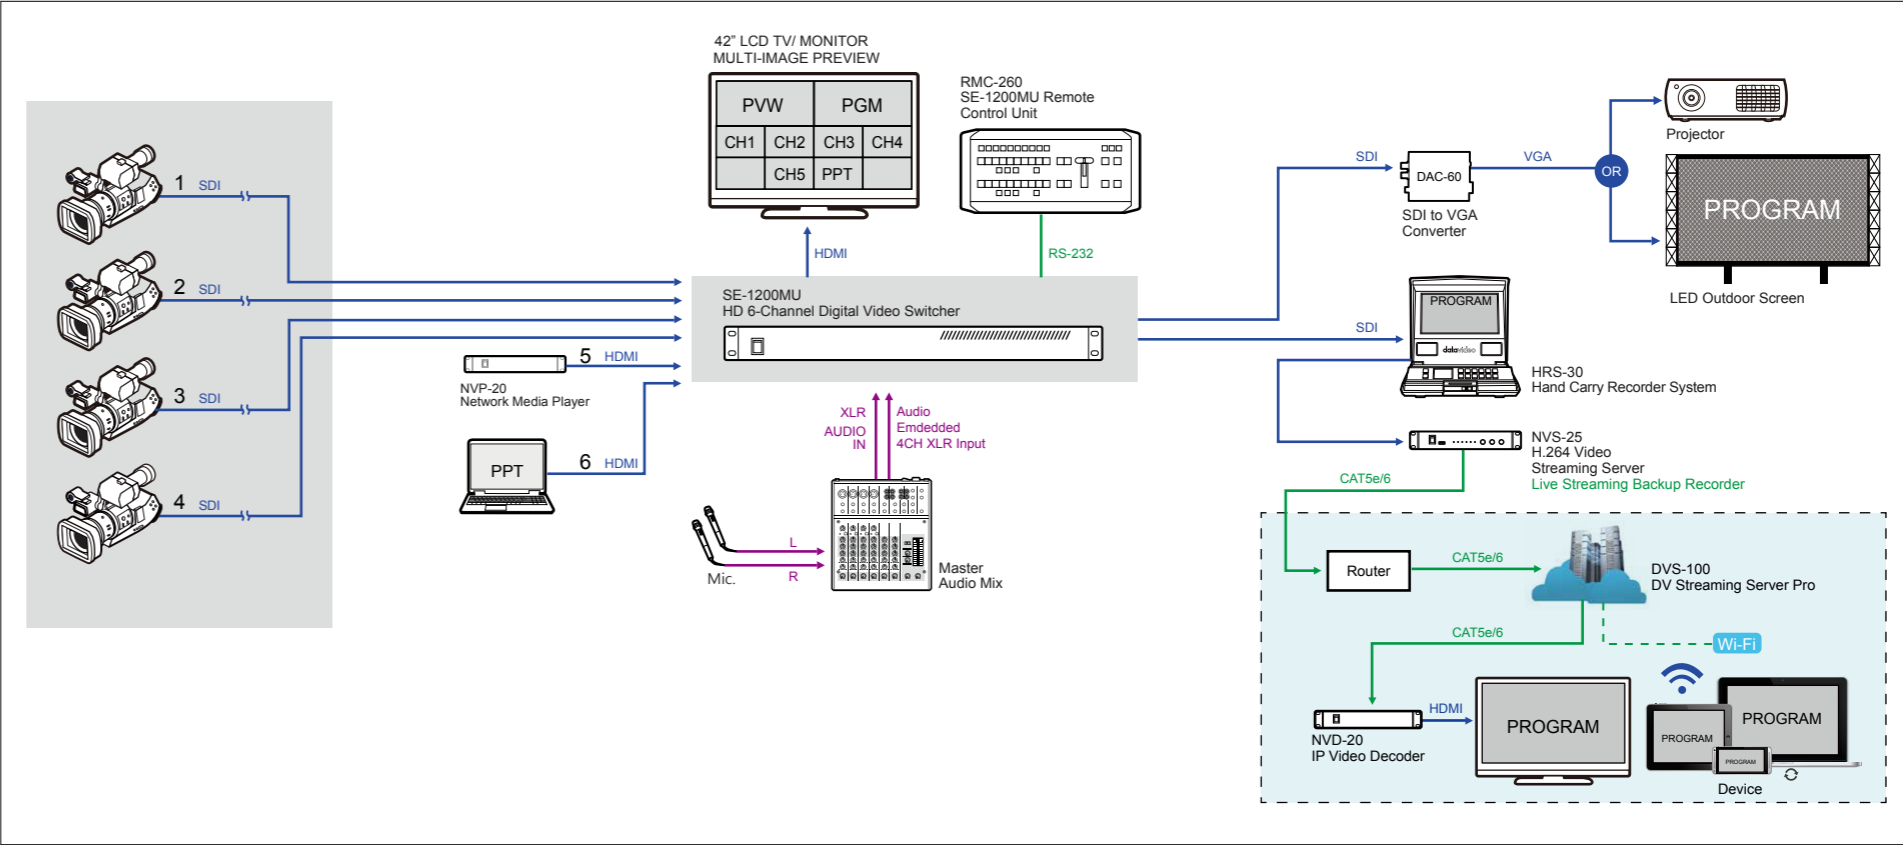 42” LCD TV/ MONITOR
MULTI-IMAGE PREVIEW
PVW
PGM
CH1
CH2
CH3
CH4
CH5
PPT
HDMI
RMC-260
SE-1200MU Remote
Control Unit
RS-232
1 SDI
2 SDI
3 SDI
4 SDI
5 HDMI
NVP-20
Network Media Player
PPT
6 HDMI
SE-1200MU
HD 6-Channel Digital Video Switcher
XLR
AUDIO
IN
Audio
Emdedded
4CH XLR Input
L
R
Mic.
Master
Audio Mix
SDI
DAC-60
SDI to VGA
Converter
VGA
OR
Projector
PROGRAM
LED Outdoor Screen
SDI
PROGRAM
datavideo
HRS-30
Hand Carry Recorder System
NVS-25
H.264 Video
Streaming Server
Live Streaming Backup Recorder
CAT5e/6
Router
CAT5e/6
DVS-100
DV Streaming Server Pro
CAT5e/6
Wi-Fi
NVD-20
IP Video Decoder
HDMI
PROGRAM
PROGRAM
PROGRAM
PROGRAM
Device